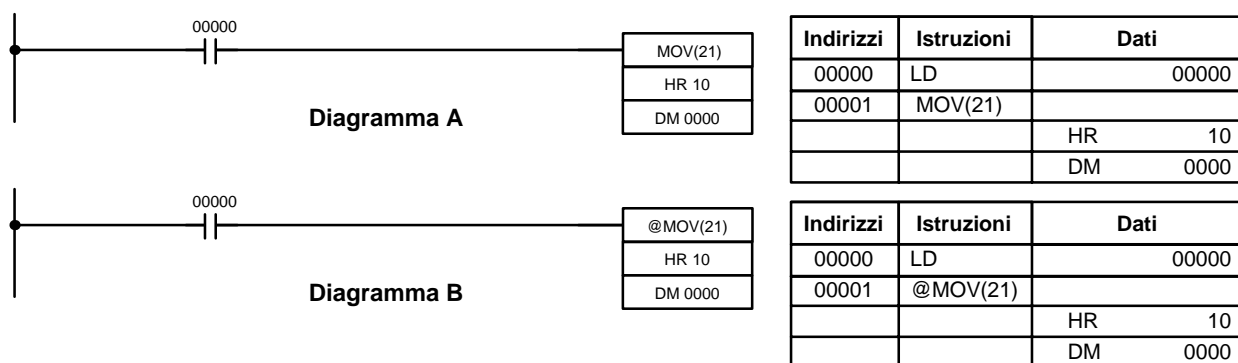 00000
MOV(21)
HR 10
DM 0000
Diagramma A
Indirizzi Istruzioni Dati
00000 LD 00000
00001 MOV(21)
HR 10
DM 0000
00000
@MOV(21)
HR 10
DM 0000
Diagramma B
Indirizzi Istruzioni Dati
00000 LD 00000
00001 @MOV(21)
HR 10
DM 0000